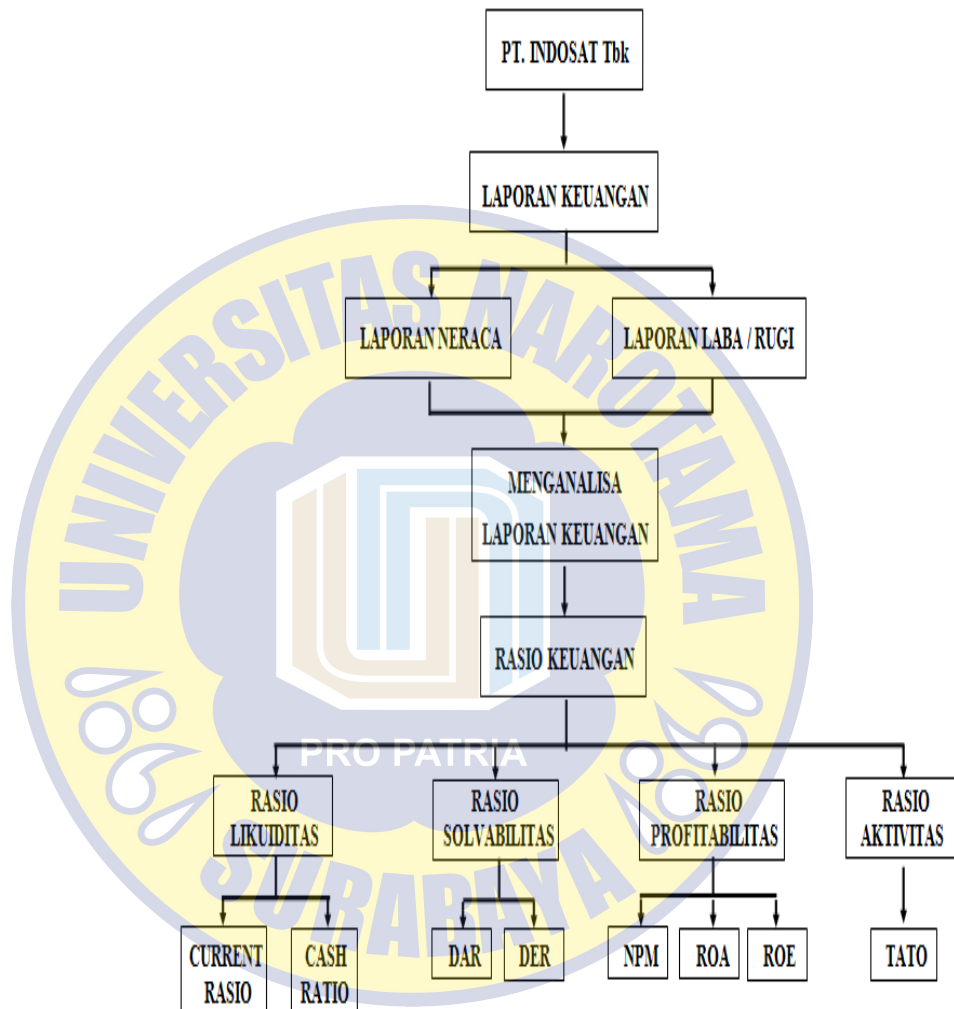 PT. INDOSAT Tbk
LAPORAN KEUANGAN
LAPORAN NERACA
LAPORAN LABA / RUGI
MENGANALISA
LAPORAN KEUANGAN
RASIO KEUANGAN
RASIO
LIKUIDITAS
RASIO
SOLVABILITAS
RASIO
PROFITABILITAS
RASIO
AKTIVITAS
CURRENT
RASIO
CASH
RATIO
DAR
DER
NPM
ROA
ROE
TATO
UNIVERSITAS NAROTAMA
PRO PATRIA
SURABAYA